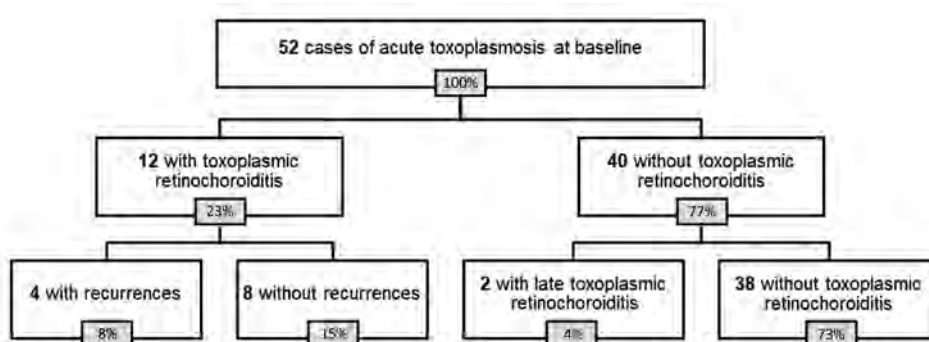 52 cases of acute toxoplasmosis at baseline
100%
12 with toxoplasmic
retinochoroiditis
23%
40 without toxoplasmic
retinochoroiditis
77%
4 with recurrences
8%
8 without recurrences
15%
2 with late toxoplasmic
retinochoroiditis
4%
38 without toxoplasmic
retinochoroiditis
73%